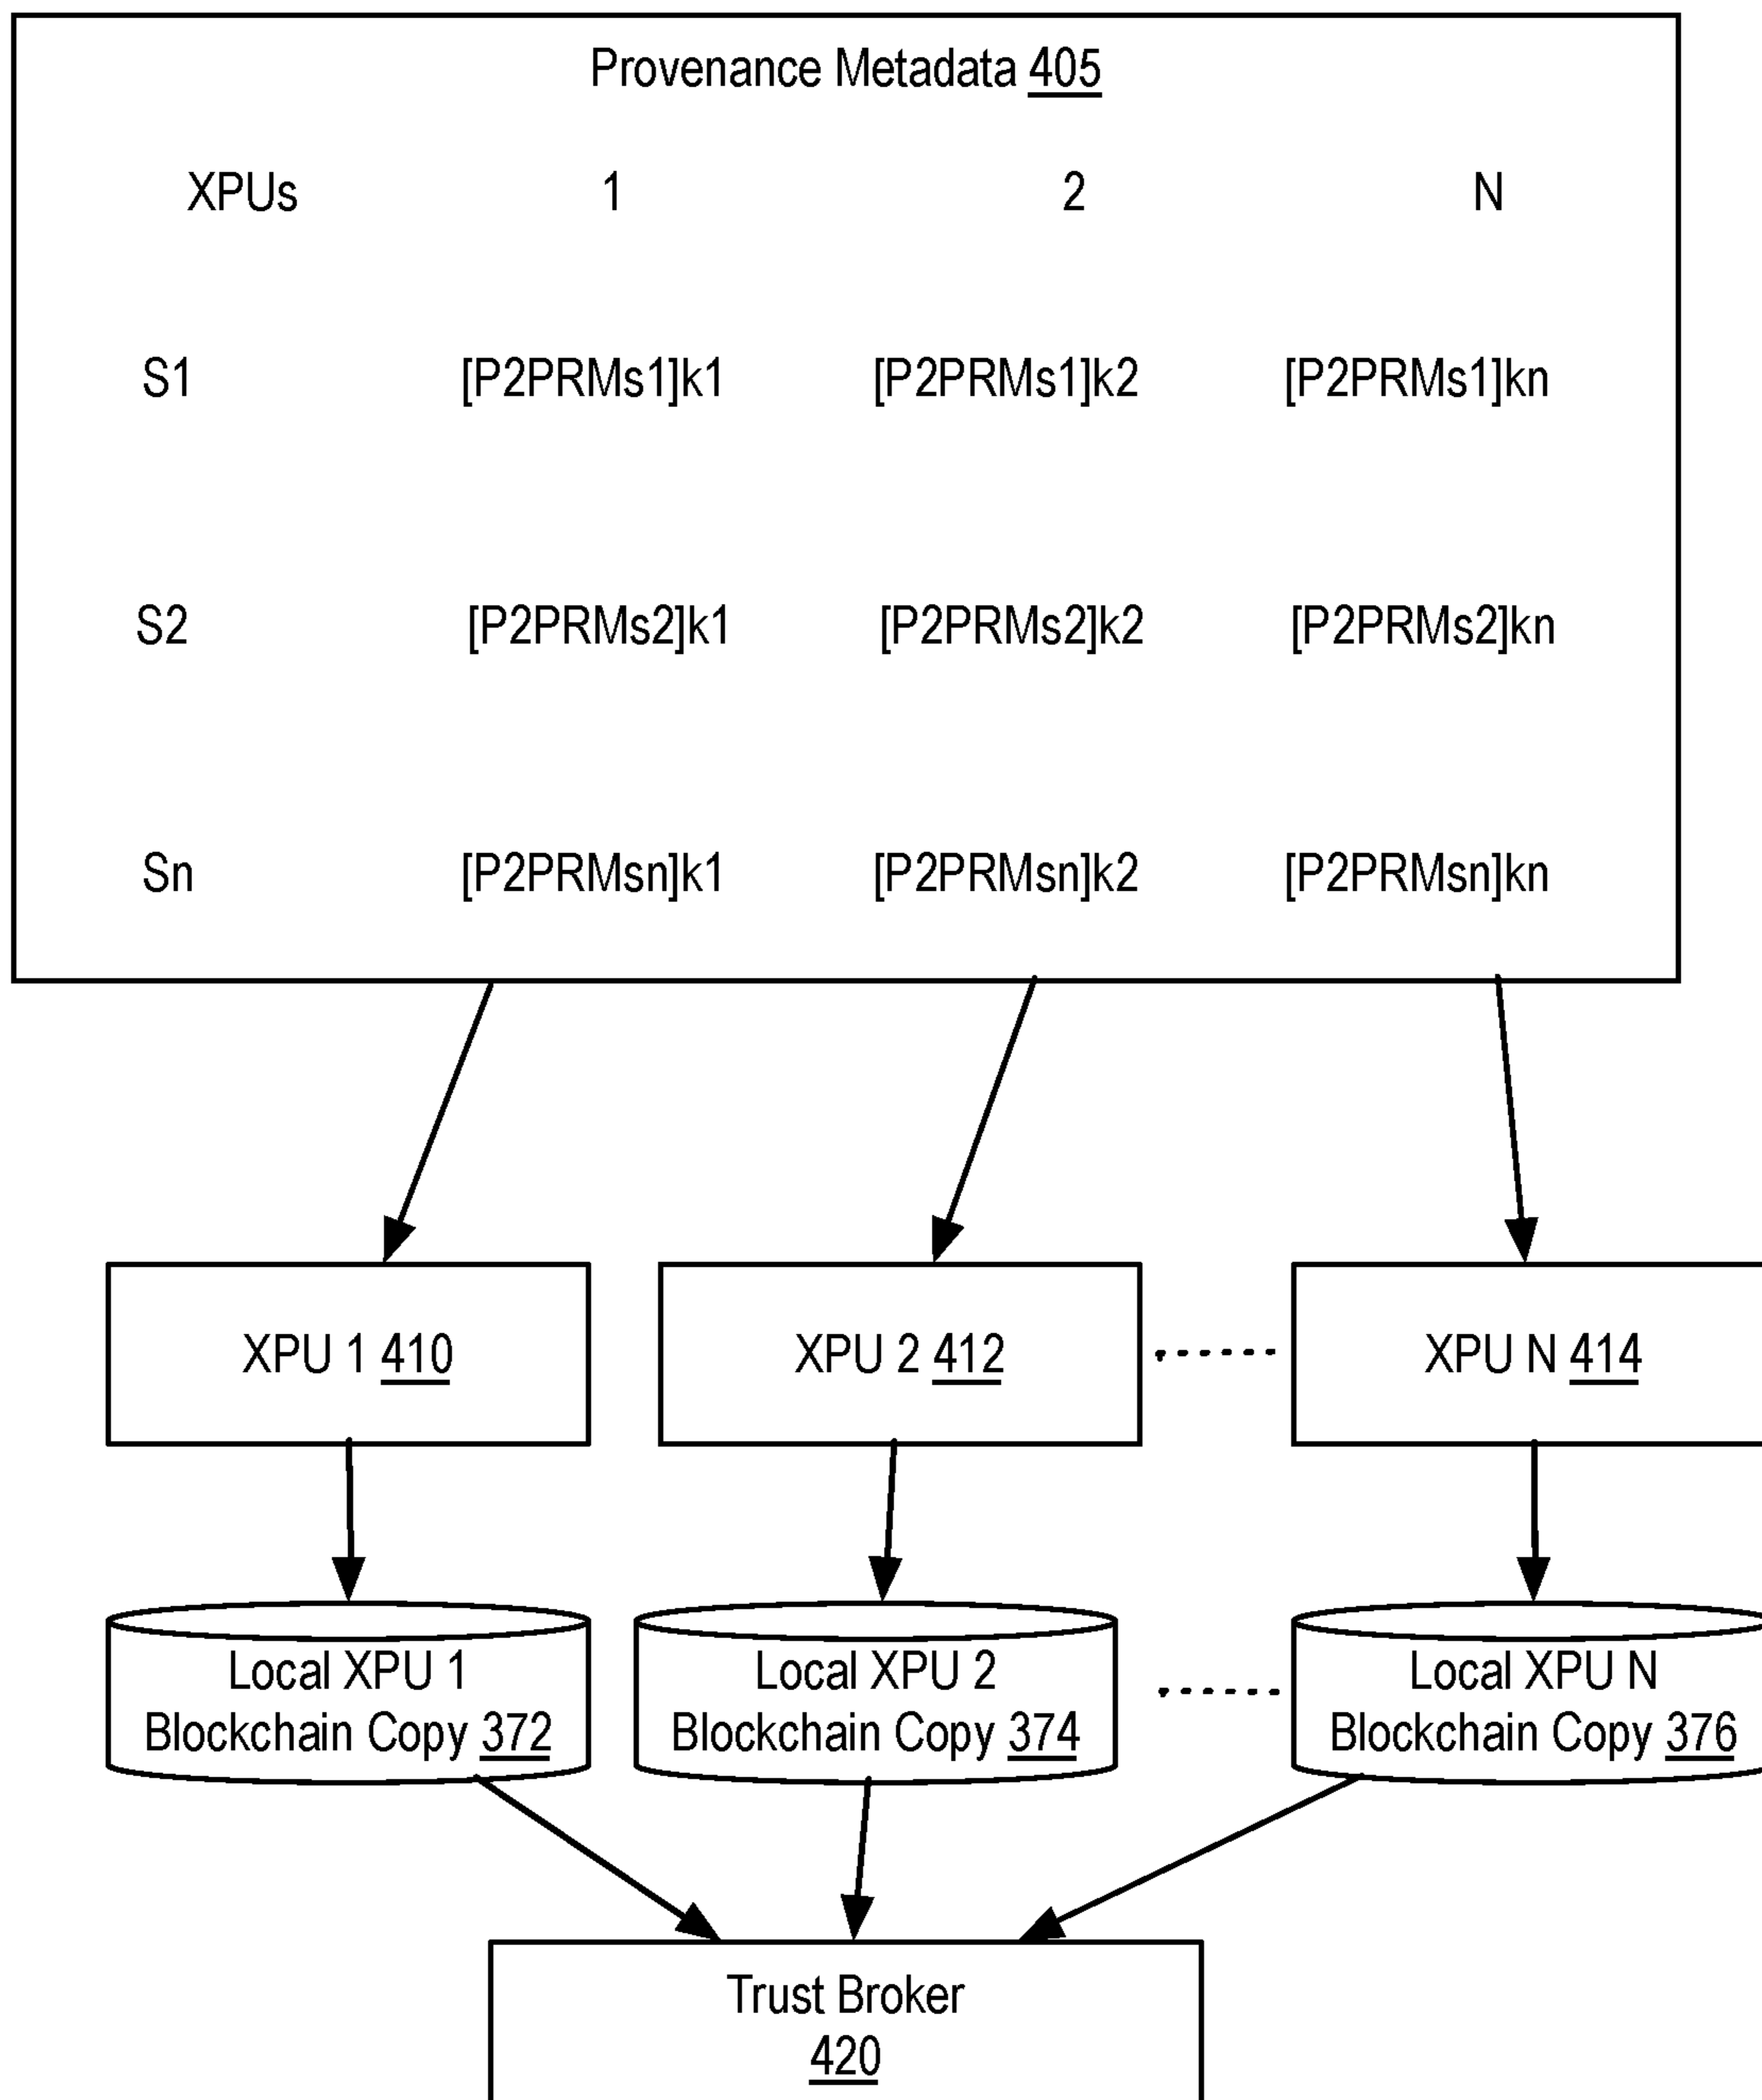 Provenance Metadata 405
XPUs 1 2 N
S1 [P2PRMs1]k1 [P2PRMs1]k2 [P2PRMs1]kn
S2 [P2PRMs2]k1 [P2PRMs2]k2 [P2PRMs2]kn
Sn [P2PRMsn]k1 [P2PRMsn]k2 [P2PRMsn]kn
XPU 1 410 XPU 2 412 XPU N 414
Local XPU 1 Local XPU 2 Local XPU N
Blockchain Copy 372 Blockchain Copy 374 Blockchain Copy 376
Trust Broker
420